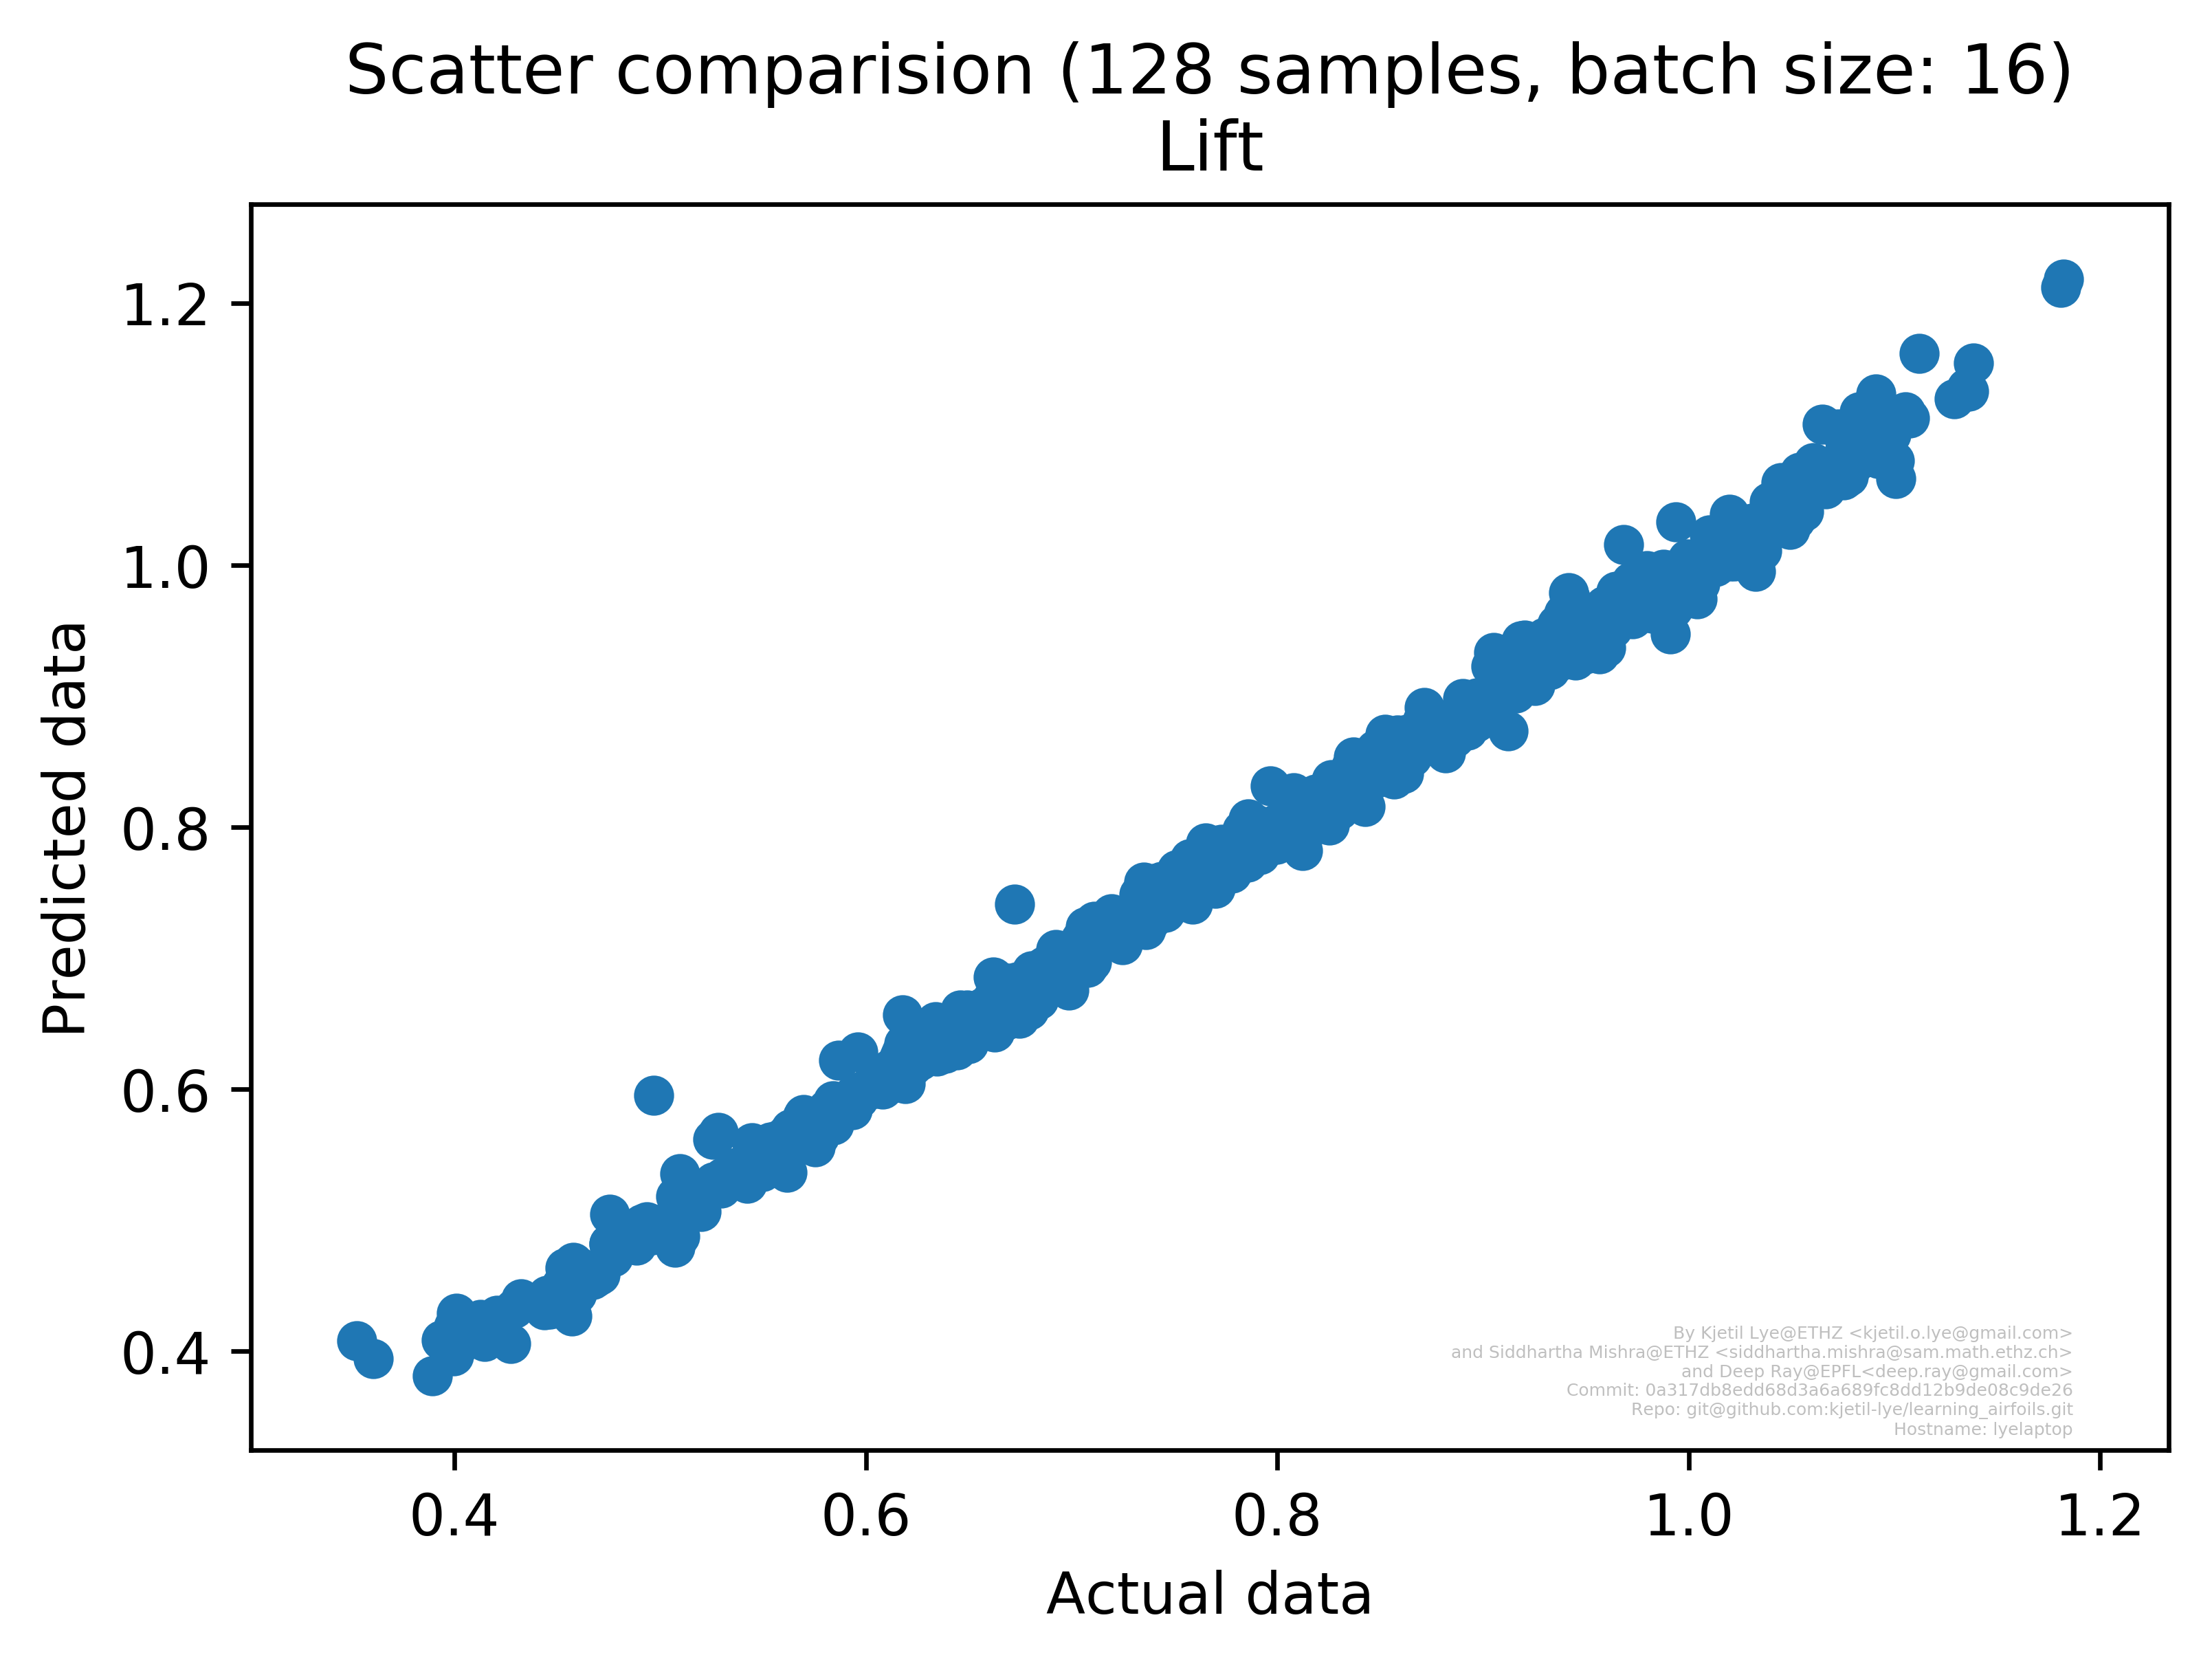 Scatter comparision (128 samples, batch size: 16)
Lift
1.2
1.0
0.8
0.6
0.4
Predicted data
By Kjetil Lye@ETHZ <kjetil.o.lye@gmail.com>
and Siddhartha Mishra@ETHZ <siddhartha.mishra@sam.math.ethz.ch>
and Deep Ray@EPFL<deep.ray@gmail.com>
Commit: 0a317db8edd68d3a6a689fc8dd12b9de08c9de26
Repo: git@github.com:kjetil-lye/learning_airfoils.git
Hostname: lyelaptop
0.4 0.6 0.8 1.0 1.2
Actual data